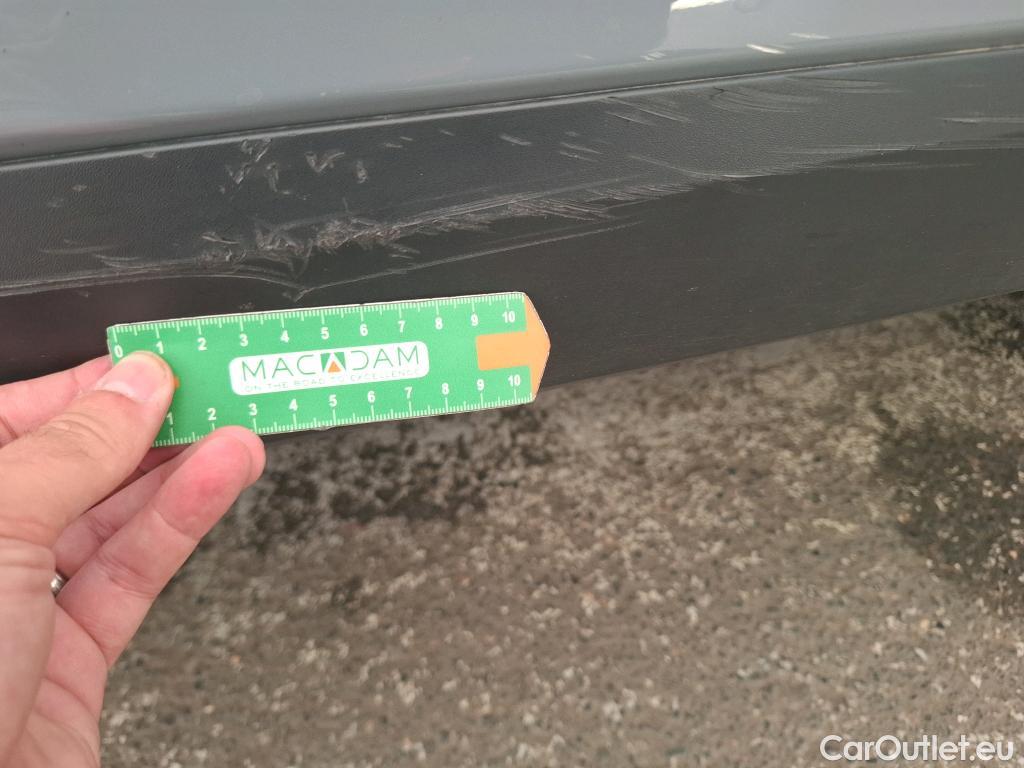 0 1 2 3 4 5 6 7 8 9 10
MACADAM
ON THE ROAD TO EXCELLENCE
1 2 3 4 5 6 7 8 9 10
CarOutlet.eu